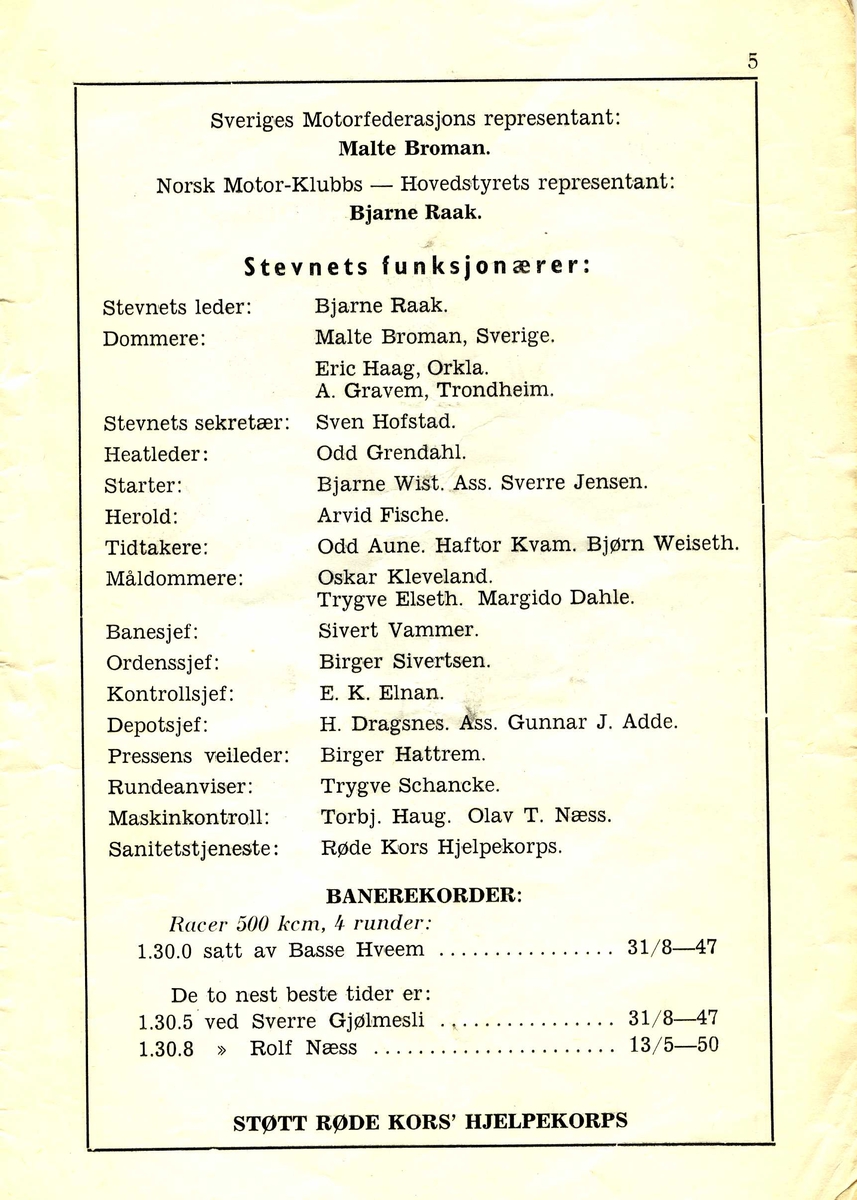 5
Sveriges Motorfederasjons representant:
Malte Broman.
Norsk Motor-Klubbs — Hovedstyrets representant:
Bjarne Raak.
Stevnets funksjonærer:
Stevnets leder: Bjarne Raak.
Dommere: Malte Broman, Sverige.
Eric Haag, Orkla.
A. Gravem, Trondheim.
Stevnets sekretær: Sven Hofstad.
Heatleder: Odd Grendahl.
Starter: Bjarne Wist. Ass. Sverre Jensen.
Herold: Arvid Fische.
Tidtakere: Odd Aune. Haftor Kvam. Bjørn Weiseth.
Måldommere: Oskar Kleveland.
Trygve Elseth. Margido Dahle.
Banesjef: Sivert Vammer.
Ordenssjef: Birger Sivertsen.
Kontrollsjef: E. K. Elnan.
Depotsjef: H. Dragsnes. Ass. Gunnar J. Adde.
Pressens veileder: Birger Hattrem.
Rundeanviser: Trygve Schancke.
Maskinkontroll: Torbj. Haug. Olav T. Næss.
Sanitetstjeneste: Røde Kors Hjelpekorps.
BANEREKORDER:
Racer 500 kcm, 4 runder:
1.30.0 satt av Basse Hveem ................ 31/8—47
De to nest beste tider er:
1.30.5 ved Sverre Gjølmesli ................ 31/8—47
1.30.8 » Rolf Næss ...................... 13/5—50
STØTT RØDE KORS' HJELPEKORPS